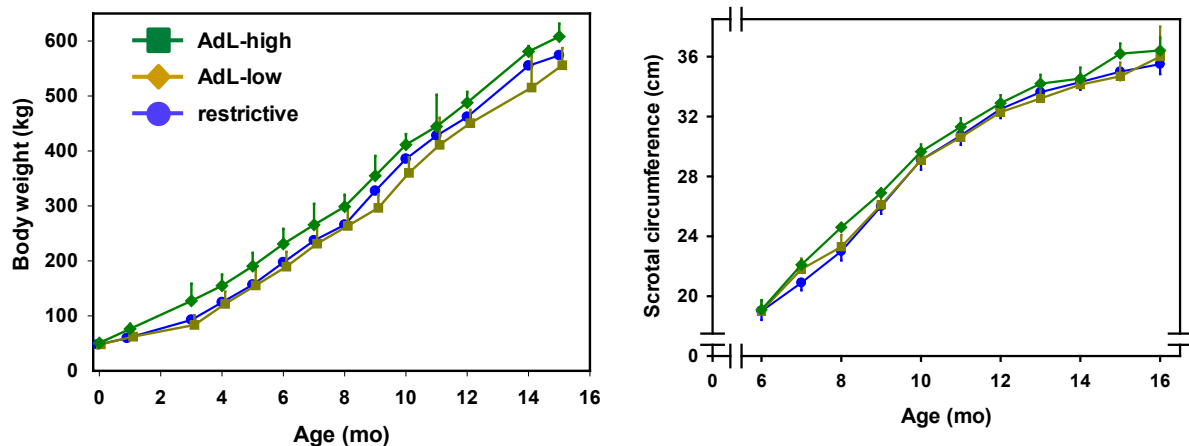 Body weight (kg)
600
500
400
300
200
100
0
AdL-high
AdL-low
restrictive
0 2 4 6 8 10 12 14 16
Age (mo)
Scrotal circumference (cm)
36
32
28
24
20
0
0 6 8 10 12 14 16
Age (mo)